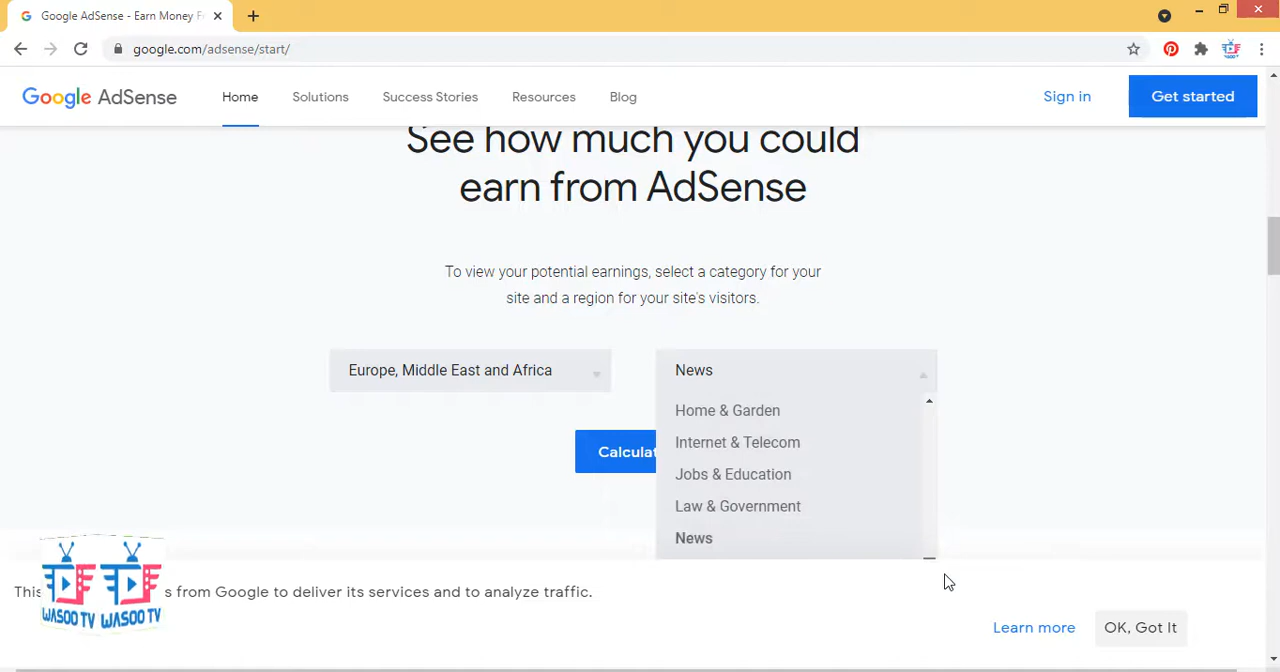 Google AdSense - Earn Money F
google.com/adsense/start/
Google AdSense
Home
Solutions
Success Stories
Resources
Blog
Sign in
Get started
See how much you could
earn from AdSense
To view your potential earnings, select a category for your
site and a region for your site's visitors.
Europe, Middle East and Africa
News
Home & Garden
Internet & Telecom
Jobs & Education
Law & Government
News
Calculat
This s from Google to deliver its services and to analyze traffic.
WASOO TV WASOO TV
Learn more
OK, Got It